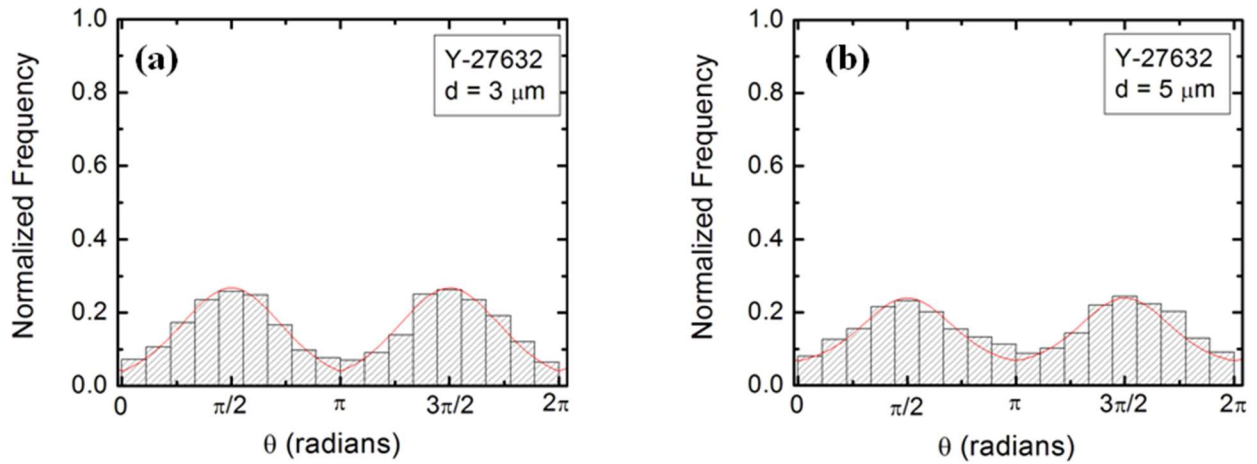 (a)
Y-27632
d = 3 μm
Normalized Frequency
1.0
0.8
0.6
0.4
0.2
0.0
0 π/2 π 3π/2 2π
θ (radians)
(b)
Y-27632
d = 5 μm
Normalized Frequency
1.0
0.8
0.6
0.4
0.2
0.0
0 π/2 π 3π/2 2π
θ (radians)